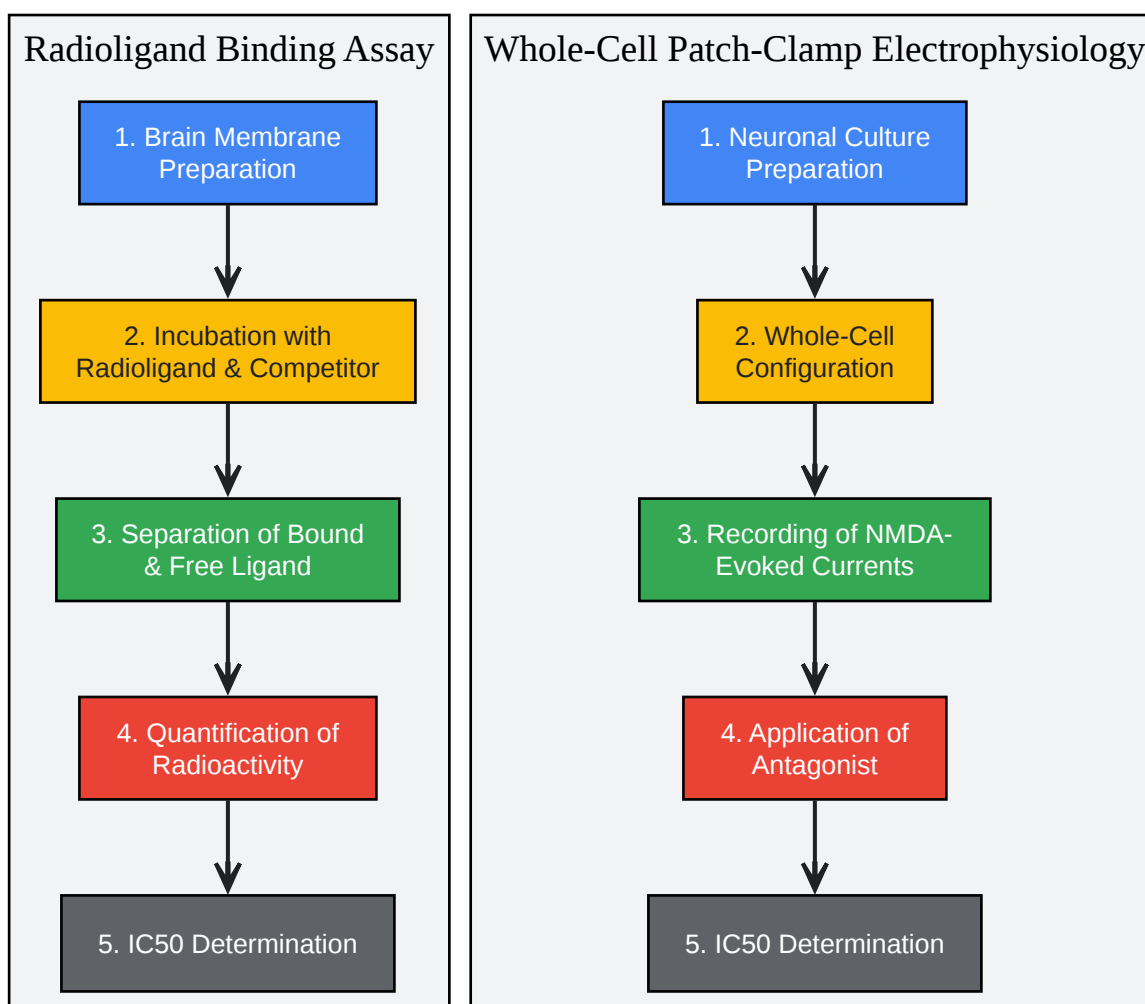 Radioligand Binding Assay
1. Brain Membrane
Preparation
2. Incubation with
Radioligand & Competitor
3. Separation of Bound
& Free Ligand
4. Quantification of
Radioactivity
5. IC50 Determination
Whole-Cell Patch-Clamp Electrophysiology
1. Neuronal Culture
Preparation
2. Whole-Cell
Configuration
3. Recording of NMDA-
Evoked Currents
4. Application of
Antagonist
5. IC50 Determination